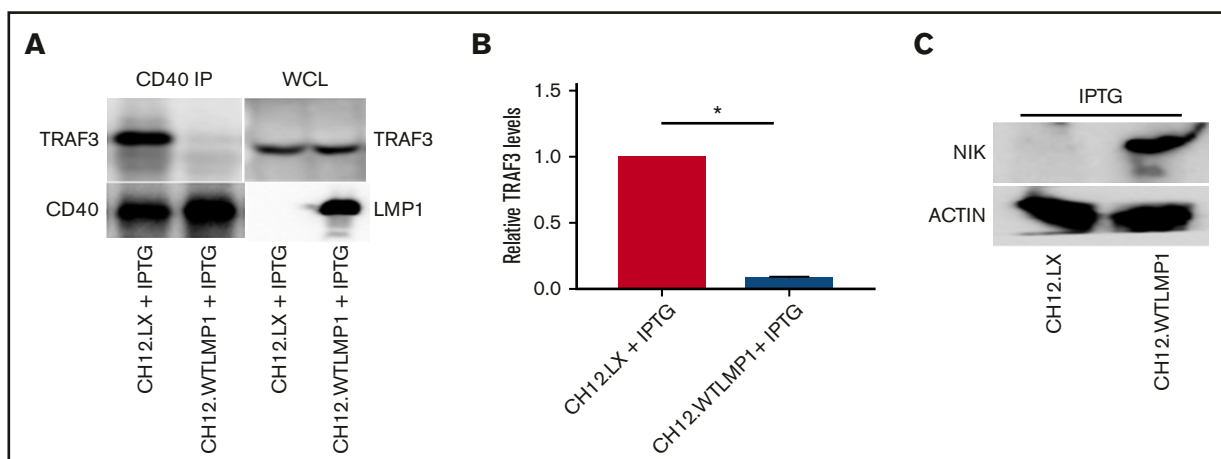 A
CD40 IP
WCL
TRAF3
TRAF3
CD40
LMP1
CH12.LX + IPTG
CH12.WTLMP1 + IPTG
CH12.LX + IPTG
CH12.WTLMP1 + IPTG
B
Relative TRAF3 levels
1.5
1.0
0.5
0.0
*
CH12.LX + IPTG
CH12.WTLMP1+ IPTG
C
IPTG
NIK
ACTIN
CH12.LX
CH12.WTLMP1